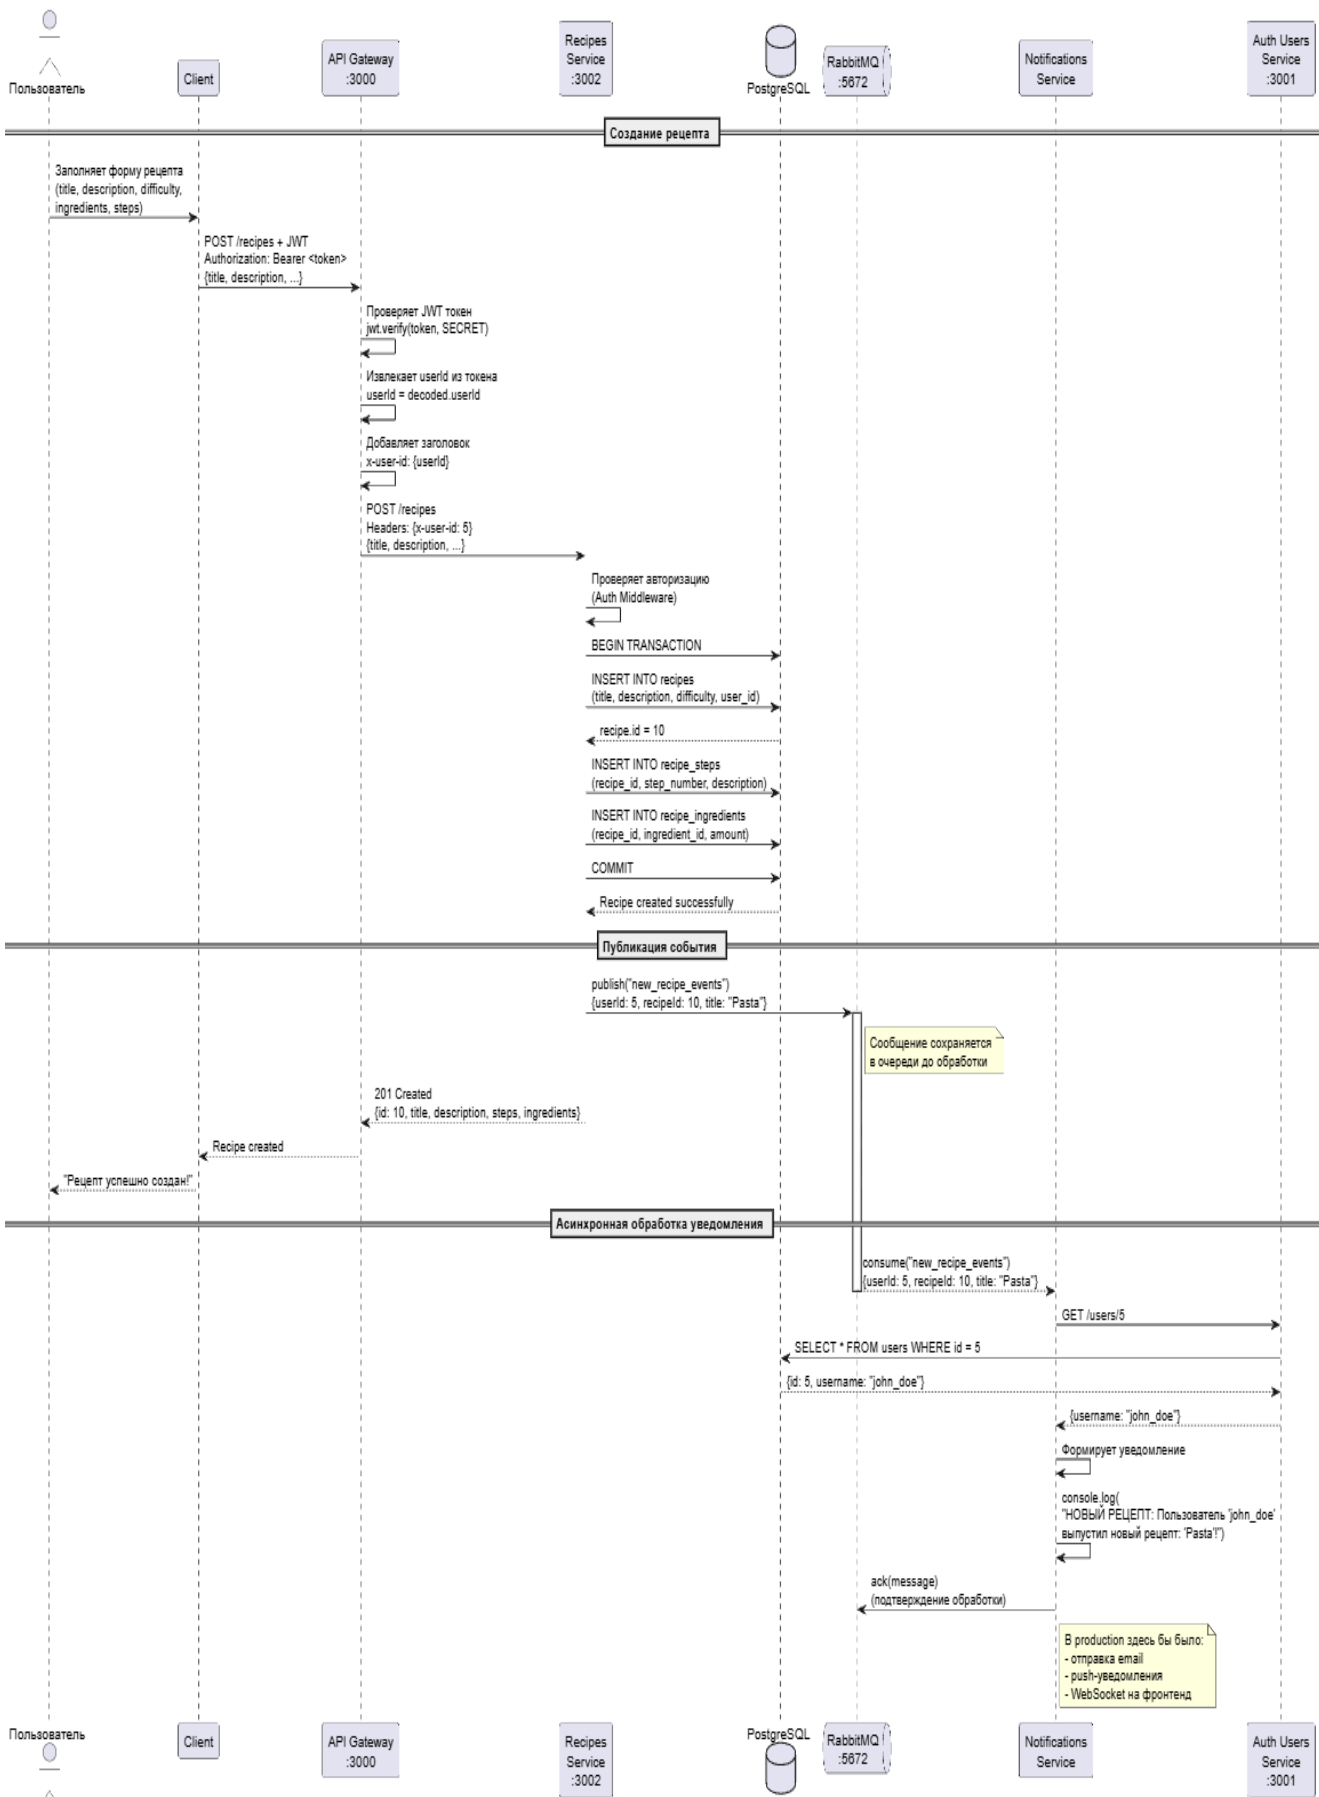 Пользователь
Client
API Gateway
:3000
Recipes
Service
:3002
PostgreSQL
RabbitMQ
:5672
Notifications
Service
Auth Users
Service
:3001
Создание рецепта
Заполняет форму рецепта
(title, description, difficulty,
ingredients, steps)
POST /recipes + JWT
Authorization: Bearer <token>
{title, description, ...}
Проверяет JWT токен
jwt.verify(token, SECRET)
Извлекает userId из токена
userId = decoded.userId
Добавляет заголовок
x-user-id: {userId}
POST /recipes
Headers: {x-user-id: 5}
{title, description, ...}
Проверяет авторизацию
(Auth Middleware)
BEGIN TRANSACTION
INSERT INTO recipes
(title, description, difficulty, user_id)
recipe.id = 10
INSERT INTO recipe_steps
(recipe_id, step_number, description)
INSERT INTO recipe_ingredients
(recipe_id, ingredient_id, amount)
COMMIT
Recipe created successfully
Публикация события
publish("new_recipe_events")
{userId: 5, recipeId: 10, title: "Pasta"}
Сообщение сохраняется
в очереди до обработки
201 Created
{id: 10, title, description, steps, ingredients}
Recipe created
"Рецепт успешно создан!"
Асинхронная обработка уведомления
consume("new_recipe_events")
{userId: 5, recipeId: 10, title: "Pasta"}
GET /users/5
SELECT * FROM users WHERE id = 5
{id: 5, username: "john_doe"}
{username: "john_doe"}
Формирует уведомление
console.log(
"НОВЫЙ РЕЦЕПТ: Пользователь 'john_doe'
выпустил новый рецепт: 'Pasta'!")
ack(message)
(подтверждение обработки)
В production здесь бы было:
- отправка email
- push-уведомления
- WebSocket на фронтенд
Пользователь
Client
API Gateway
:3000
Recipes
Service
:3002
PostgreSQL
RabbitMQ
:5672
Notifications
Service
Auth Users
Service
:3001